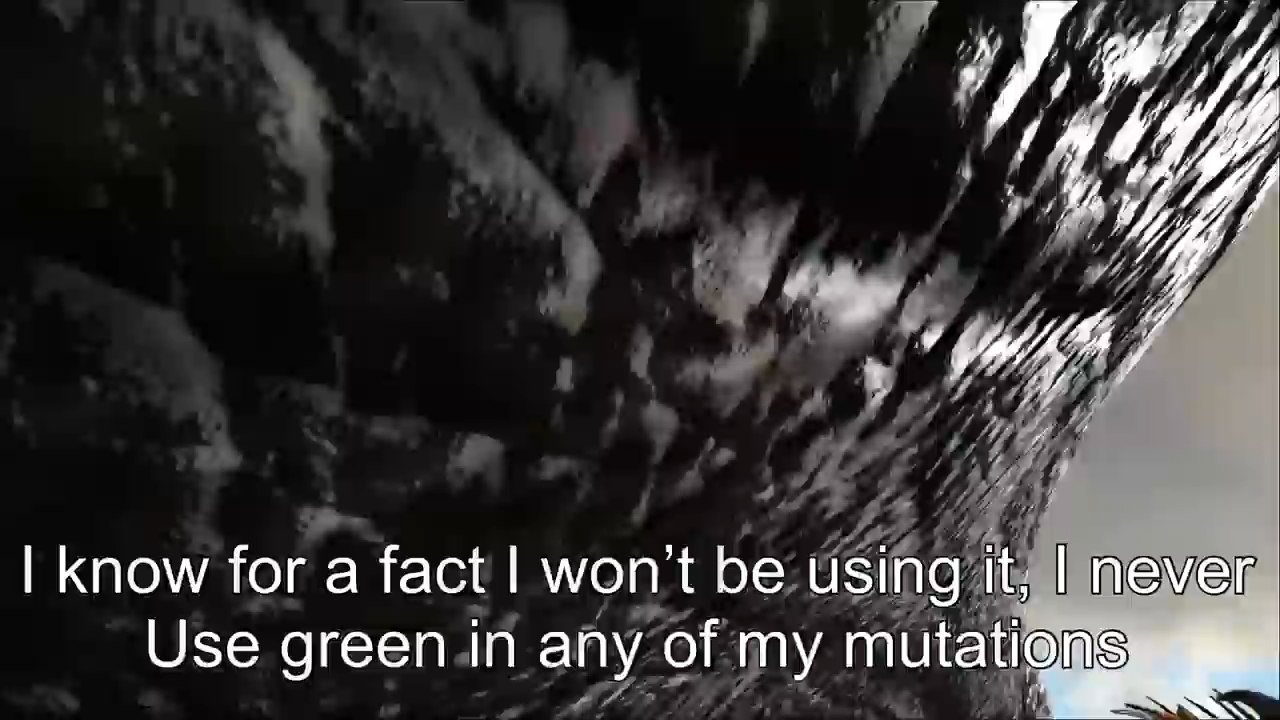 I know for a fact I won’t be using it, I never
Use green in any of my mutations